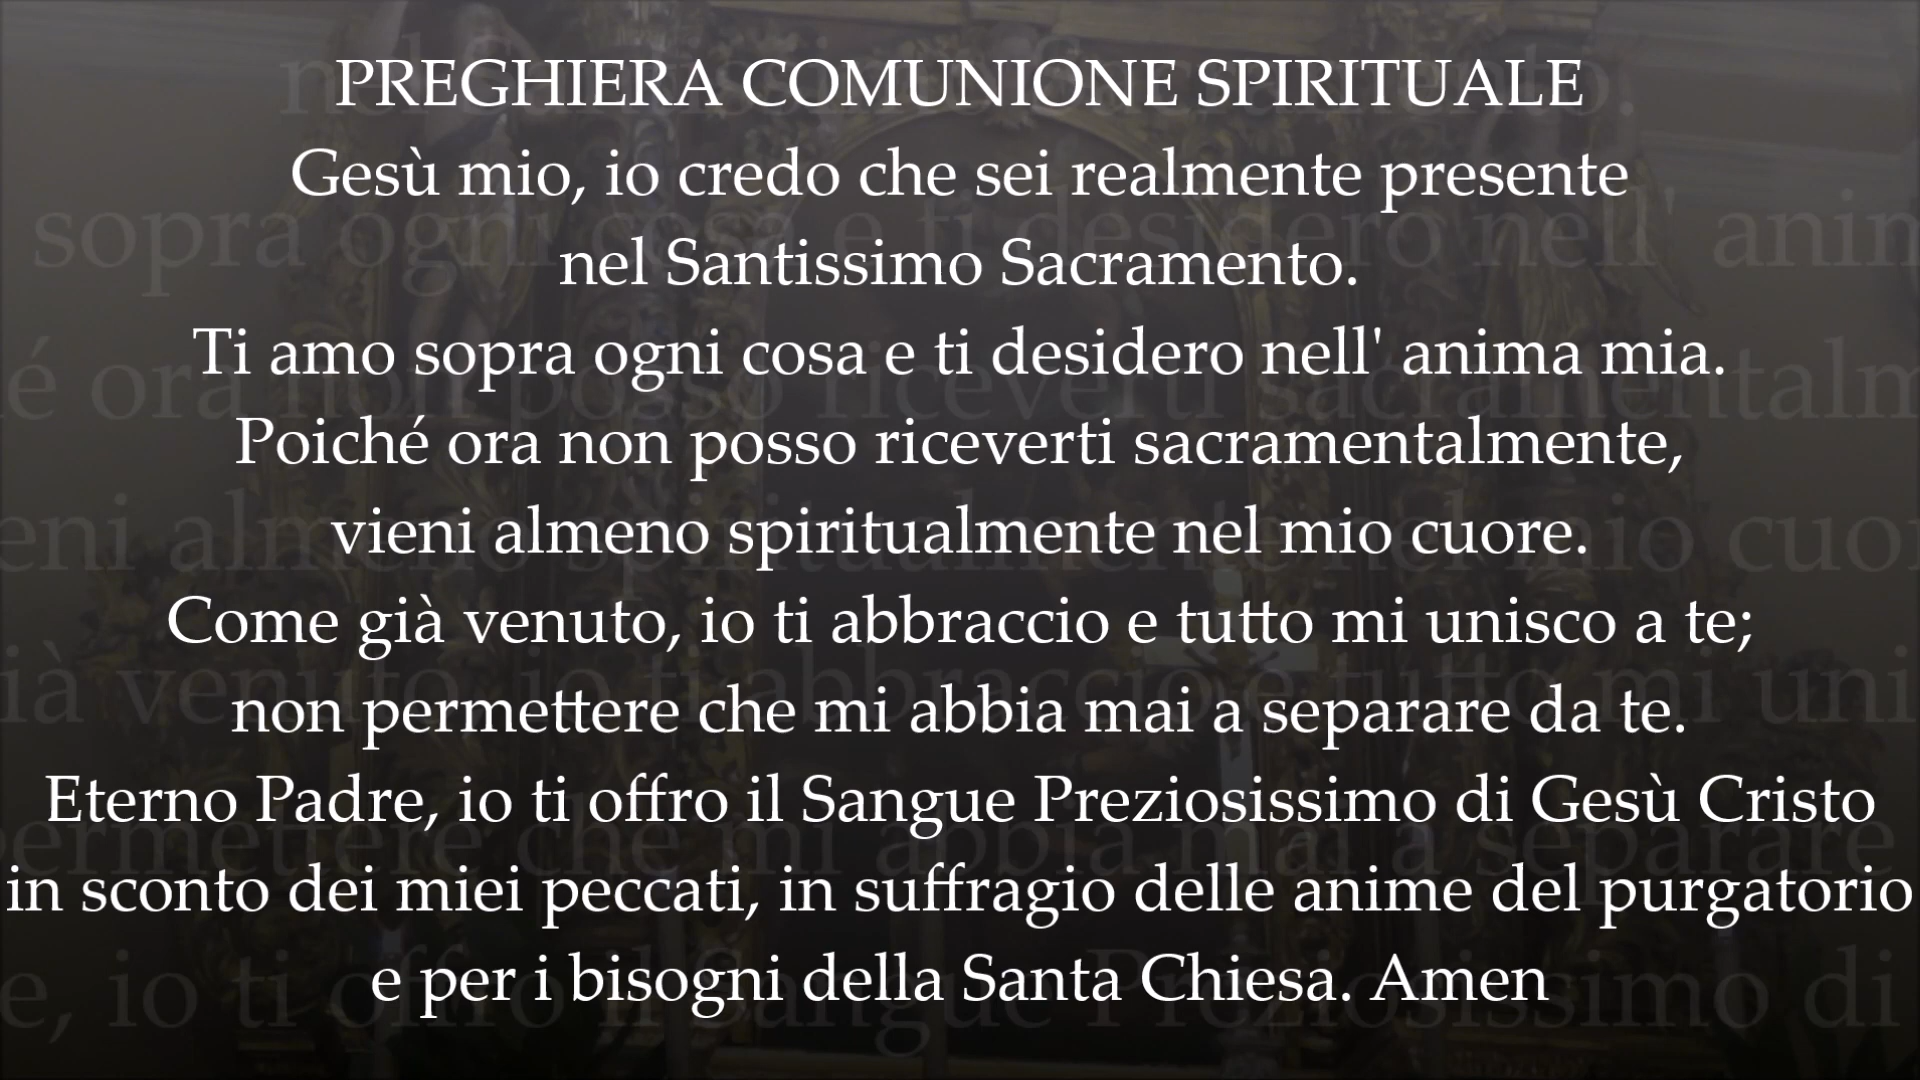 PREGHIERA COMUNIONE SPIRITUALE
Gesù mio, io credo che sei realmente presente
nel Santissimo Sacramento.
Ti amo sopra ogni cosa e ti desidero nell' anima mia.
Poiché ora non posso riceverti sacramentalmente,
vieni almeno spiritualmente nel mio cuore.
Come già venuto, io ti abbraccio e tutto mi unisco a te;
non permettere che mi abbia mai a separare da te.
Eterno Padre, io ti offro il Sangue Preziosissimo di Gesù Cristo
in sconto dei miei peccati, in suffragio delle anime del purgatorio
e per i bisogni della Santa Chiesa. Amen